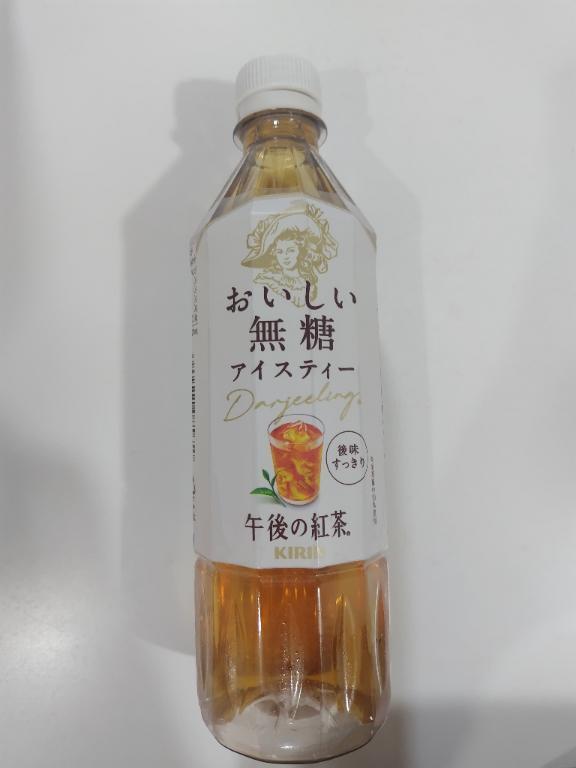 おいしい
無糖
アイスティー
Darjeeling
後味
すっきり
午後の紅茶®
KIRIN